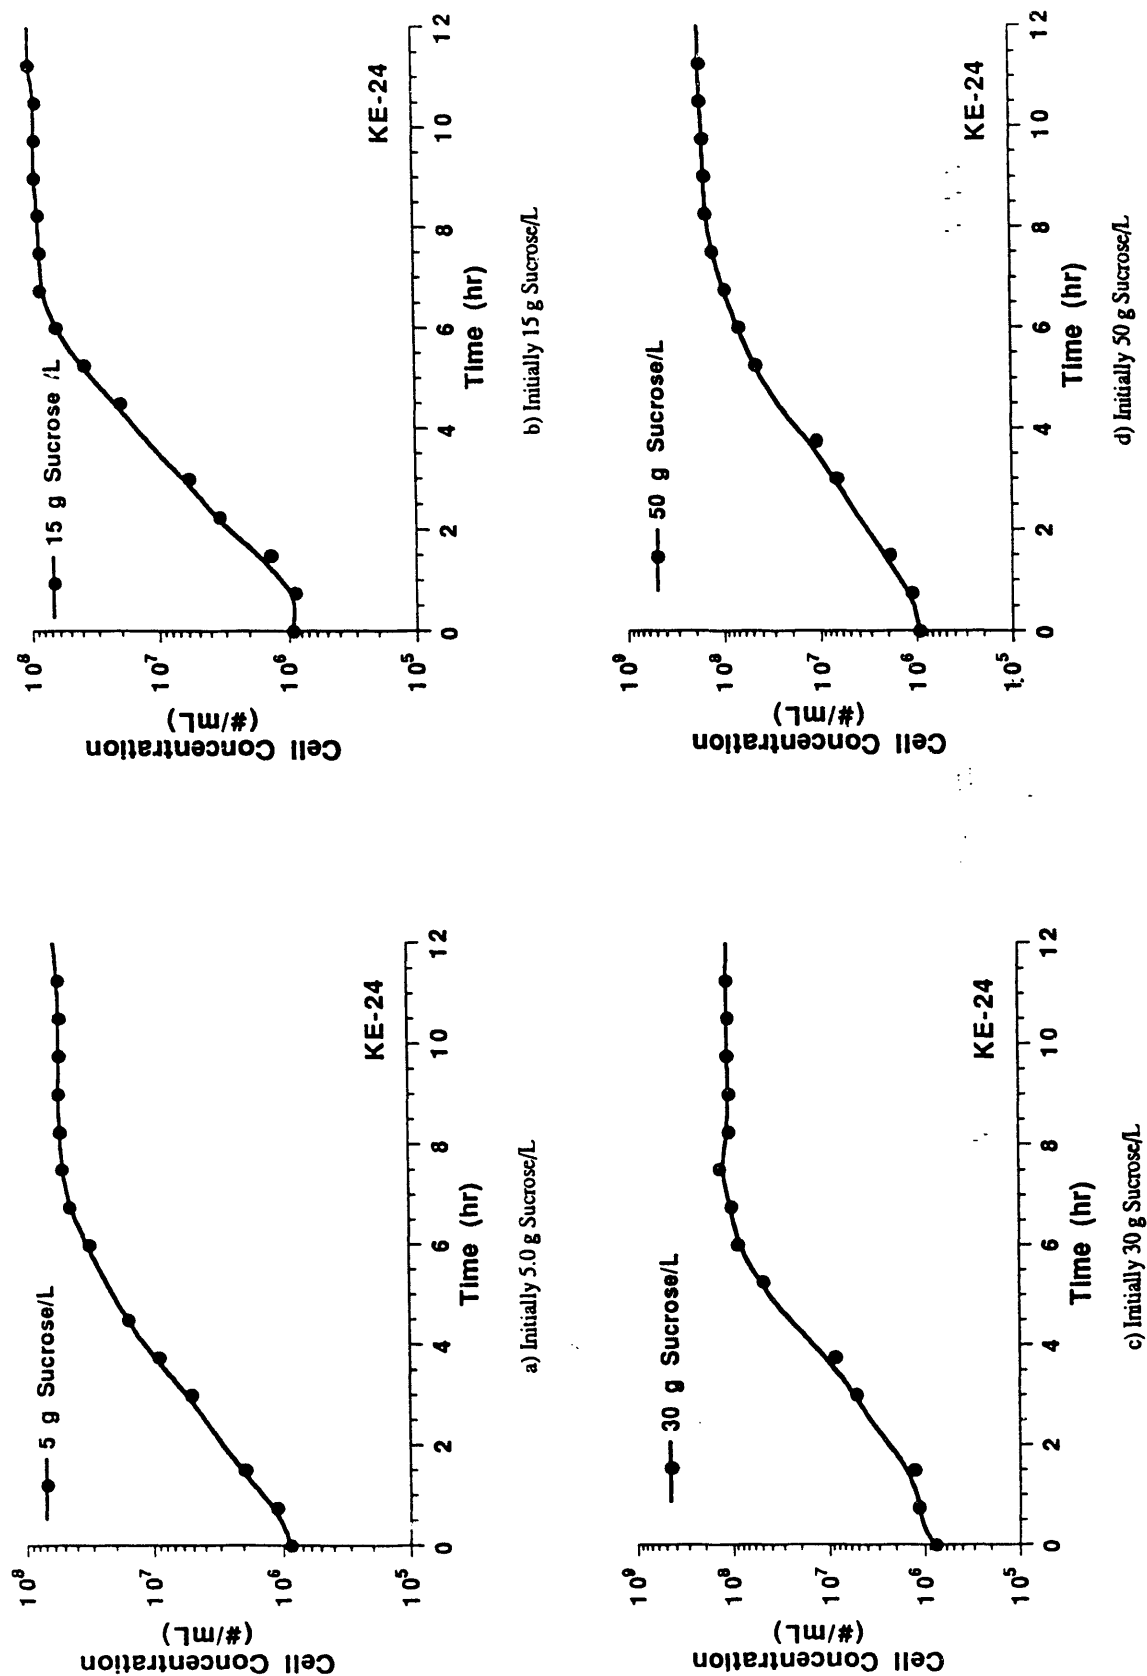 10⁸
10⁷
10⁶
10⁵
Cell Concentration
(#/mL)
5 g Sucrose/L
KE-24
0 2 4 6 8 10 12
Time (hr)
a) Initially 5.0 g Sucrose/L
10⁸
10⁷
10⁶
10⁵
Cell Concentration
(#/mL)
15 g Sucrose /L
KE-24
0 2 4 6 8 10 12
Time (hr)
b) Initially 15 g Sucrose/L
10⁹
10⁸
10⁷
10⁶
10⁵
Cell Concentration
(#/mL)
30 g Sucrose/L
KE-24
0 2 4 6 8 10 12
Time (hr)
c) Initially 30 g Sucrose/L
10⁹
10⁸
10⁷
10⁶
10⁵
Cell Concentration
(#/mL)
50 g Sucrose/L
KE-24
0 2 4 6 8 10 12
Time (hr)
d) Initially 50 g Sucrose/L